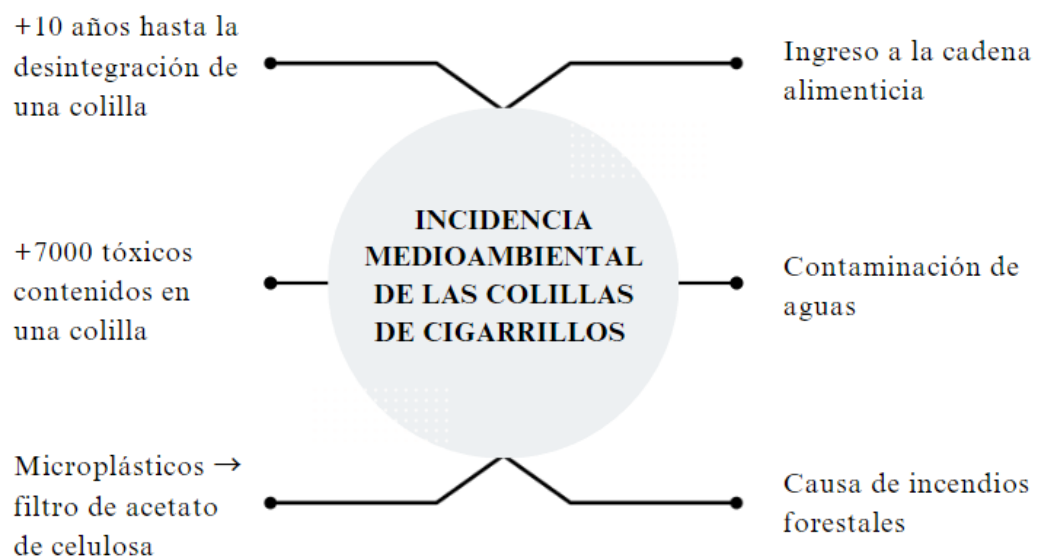 +10 años hasta la
desintegración de
una colilla
+7000 tóxicos
contenidos en
una colilla
Microplásticos →
filtro de acetato
de celulosa
INCIDENCIA
MEDIOAMBIENTAL
DE LAS COLILLAS
DE CIGARRILLOS
Ingreso a la cadena
alimenticia
Contaminación de
aguas
Causa de incendios
forestales